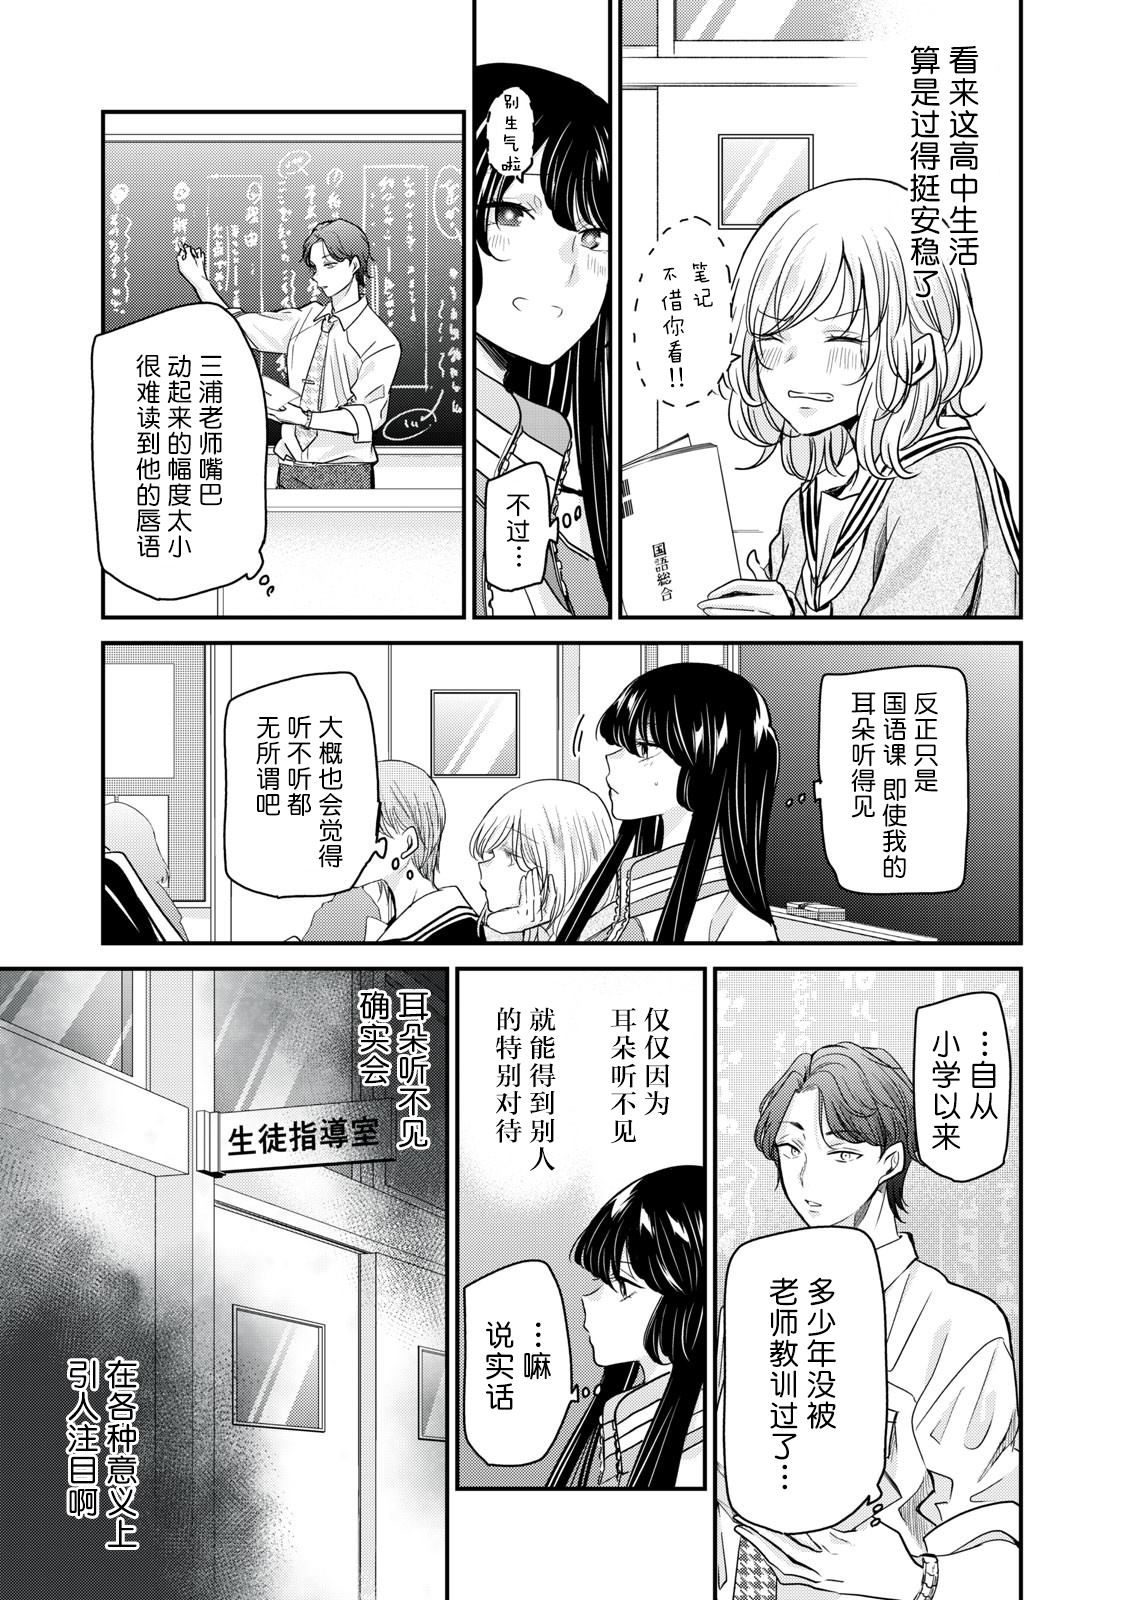 看来这高中生活
算是过得挺安稳了
笔记
不借你看!!
国語総合
别生气啦
不过…
三浦老师嘴巴
动起来的幅度太小
很难读到他的唇语
反正只是
国语课 即使我的
耳朵听得见
大概也会觉得
听不听都
无所谓吧
…自从
小学以来
多少年没被
老师教训过了…
仅仅因为
耳朵听不见
就能得到别人
的特别对待
…嘛
说实话
耳朵听不见
确实会
生徒指導室
在各种意义上
引人注目啊